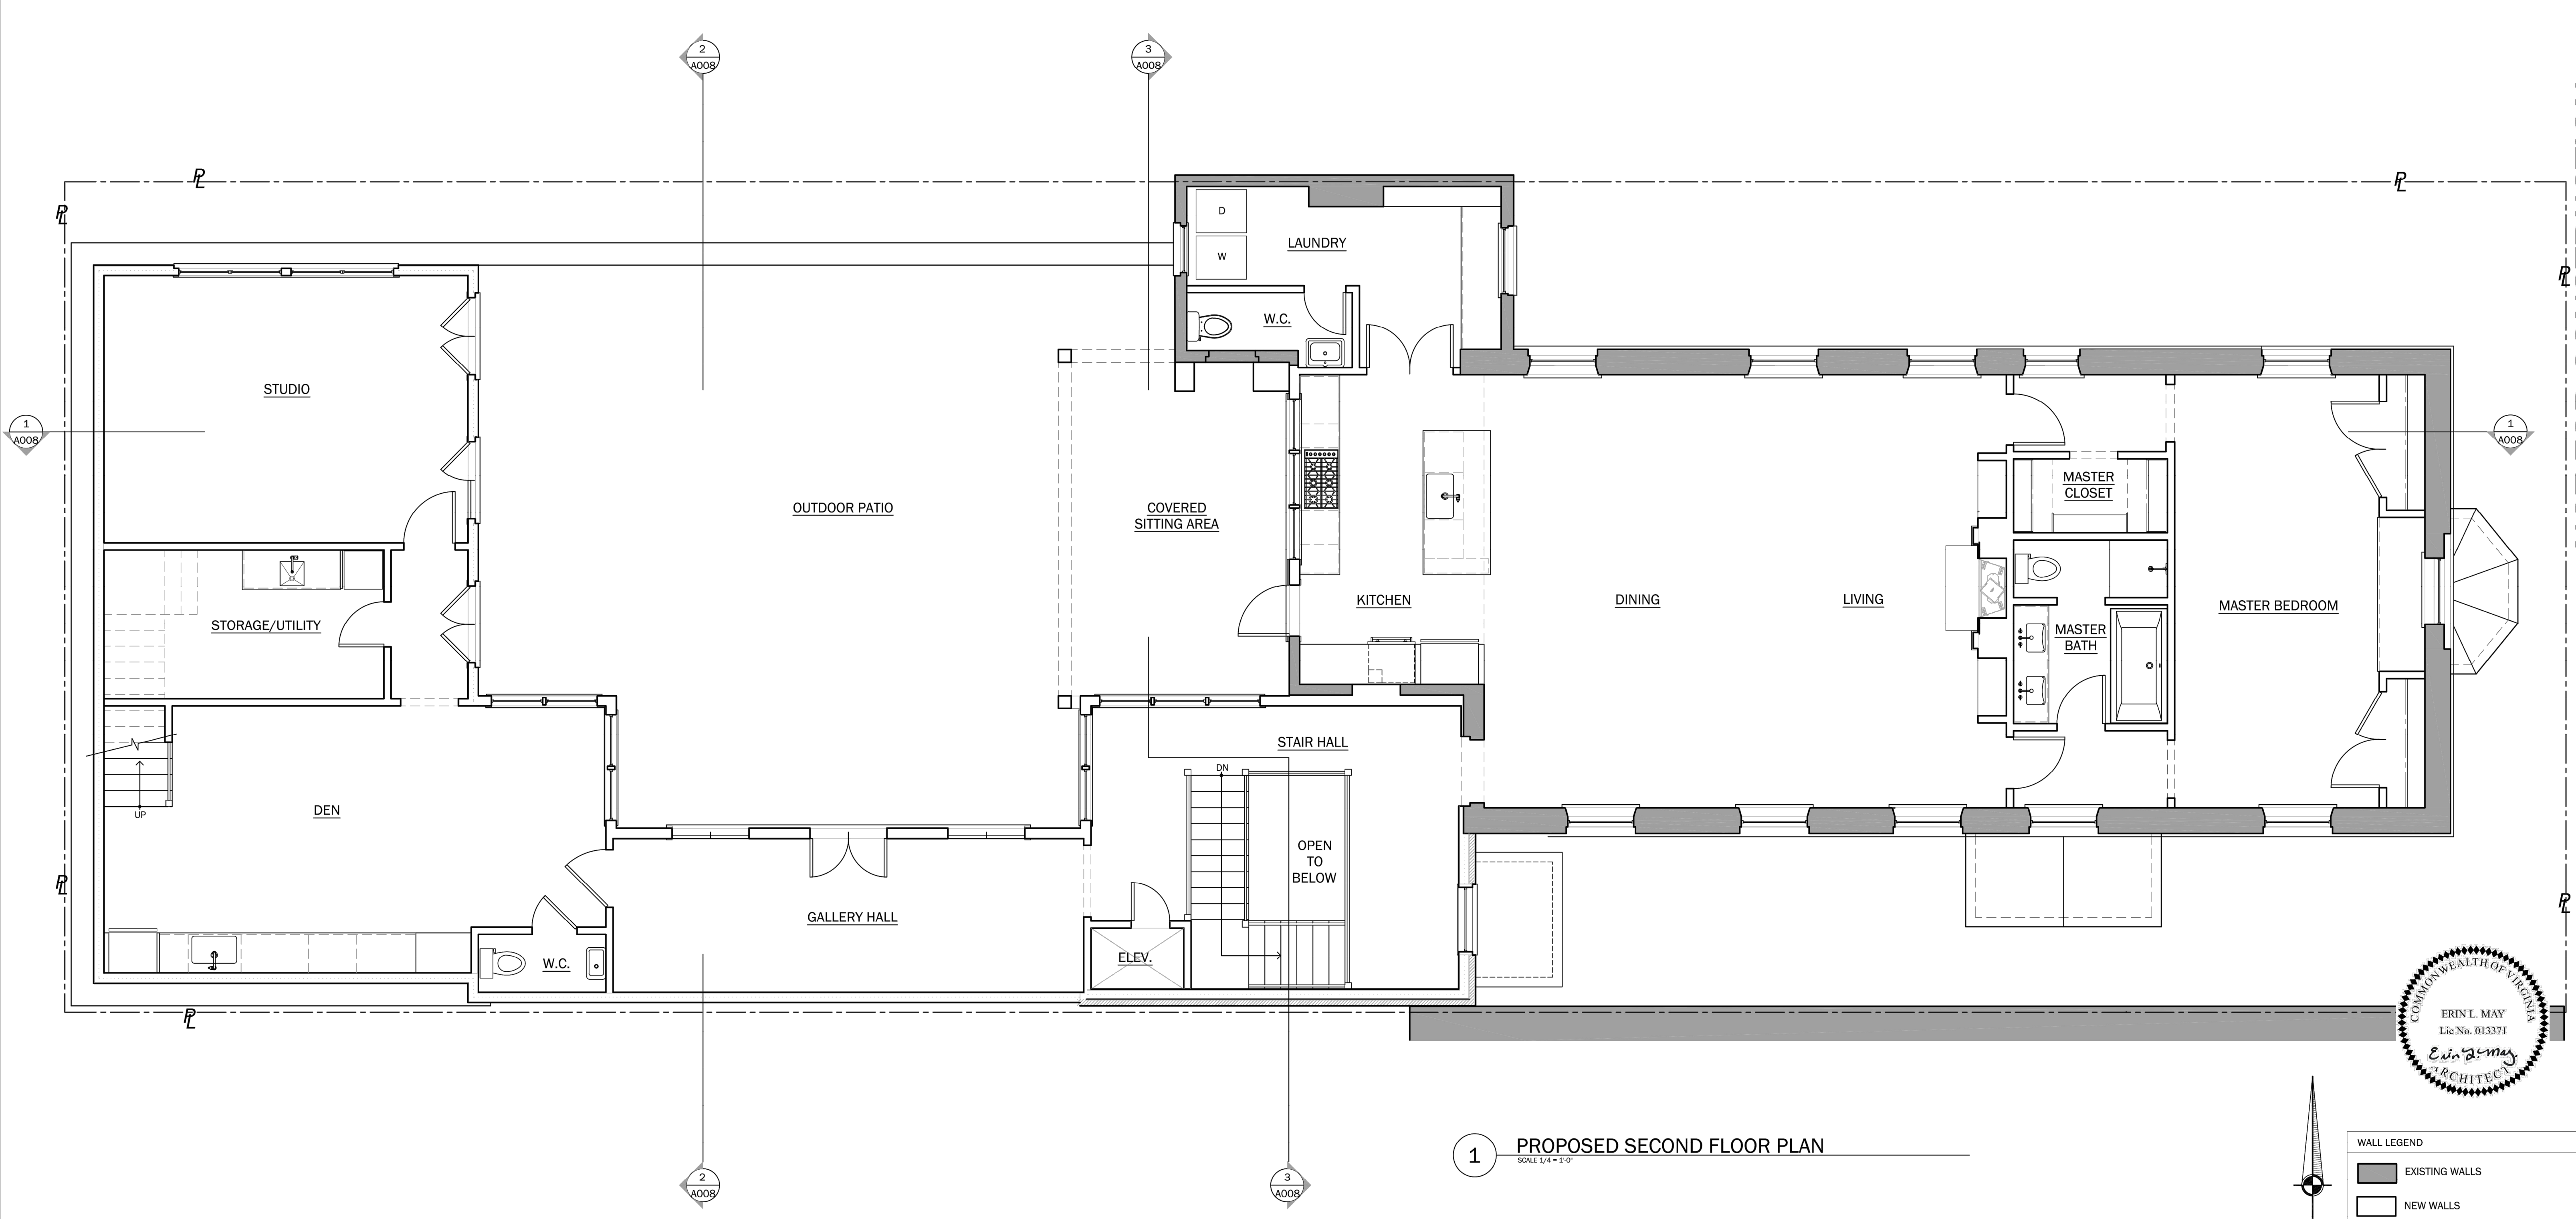 2
A008
3
A008
PL
PL
PL
D
LAUNDRY
W
PL
W.C.
STUDIO
1
A008
1
A008
OUTDOOR PATIO
COVERED
SITTING AREA
MASTER
CLOSET
KITCHEN
DINING
LIVING
MASTER BEDROOM
STORAGE/UTILITY
MASTER
BATH
STAIR HALL
DN
UP
DEN
OPEN
TO
BELOW
PL
PL
GALLERY HALL
W.C.
ELEV.
PL
COMMONWEALTH OF VIRGINIA
ERIN L. MAY
Lic No. 013371
Erin L. May
ARCHITECT
1
PROPOSED SECOND FLOOR PLAN
SCALE 1/4 = 1'-0"
WALL LEGEND
EXISTING WALLS
NEW WALLS
2
A008
3
A008